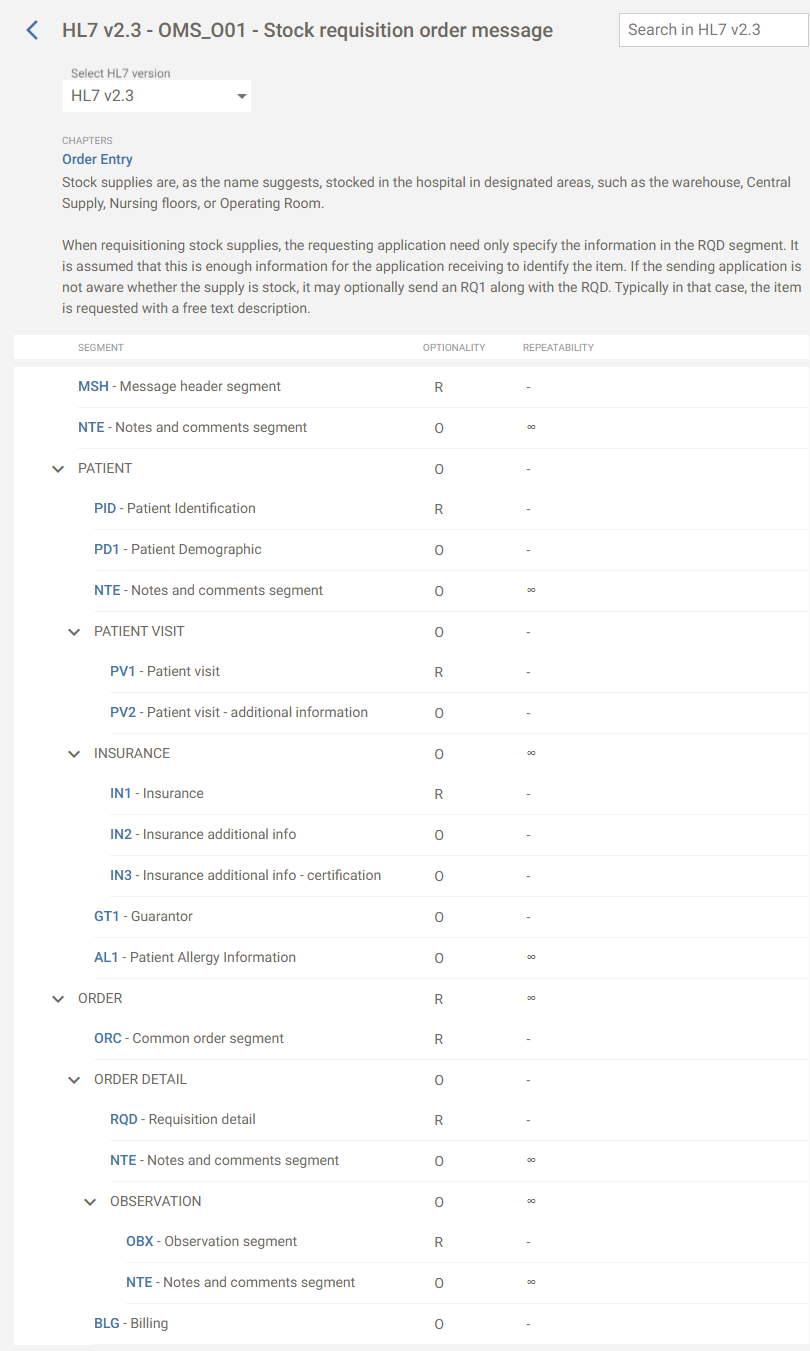 HL7 v2.3 - OMS_O01 - Stock requisition order message
Search in HL7 v2.3
Select HL7 version
HL7 v2.3
CHAPTERS
Order Entry
Stock supplies are, as the name suggests, stocked in the hospital in designated areas, such as the warehouse, Central
Supply, Nursing floors, or Operating Room.
When requisitioning stock supplies, the requesting application need only specify the information in the RQD segment. It
is assumed that this is enough information for the application receiving to identify the item. If the sending application is
not aware whether the supply is stock, it may optionally send an RQ1 along with the RQD. Typically in that case, the item
is requested with a free text description.
SEGMENT OPTIONALITY REPEATABILITY
MSH - Message header segment R -
NTE - Notes and comments segment O ∞
PATIENT O -
PID - Patient Identification R -
PD1 - Patient Demographic O -
NTE - Notes and comments segment O ∞
PATIENT VISIT O -
PV1 - Patient visit R -
PV2 - Patient visit - additional information O -
INSURANCE O ∞
IN1 - Insurance R -
IN2 - Insurance additional info O -
IN3 - Insurance additional info - certification O -
GT1 - Guarantor O -
AL1 - Patient Allergy Information O ∞
ORDER R ∞
ORC - Common order segment R -
ORDER DETAIL O -
RQD - Requisition detail R -
NTE - Notes and comments segment O ∞
OBSERVATION O ∞
OBX - Observation segment R -
NTE - Notes and comments segment O ∞
BLG - Billing O -